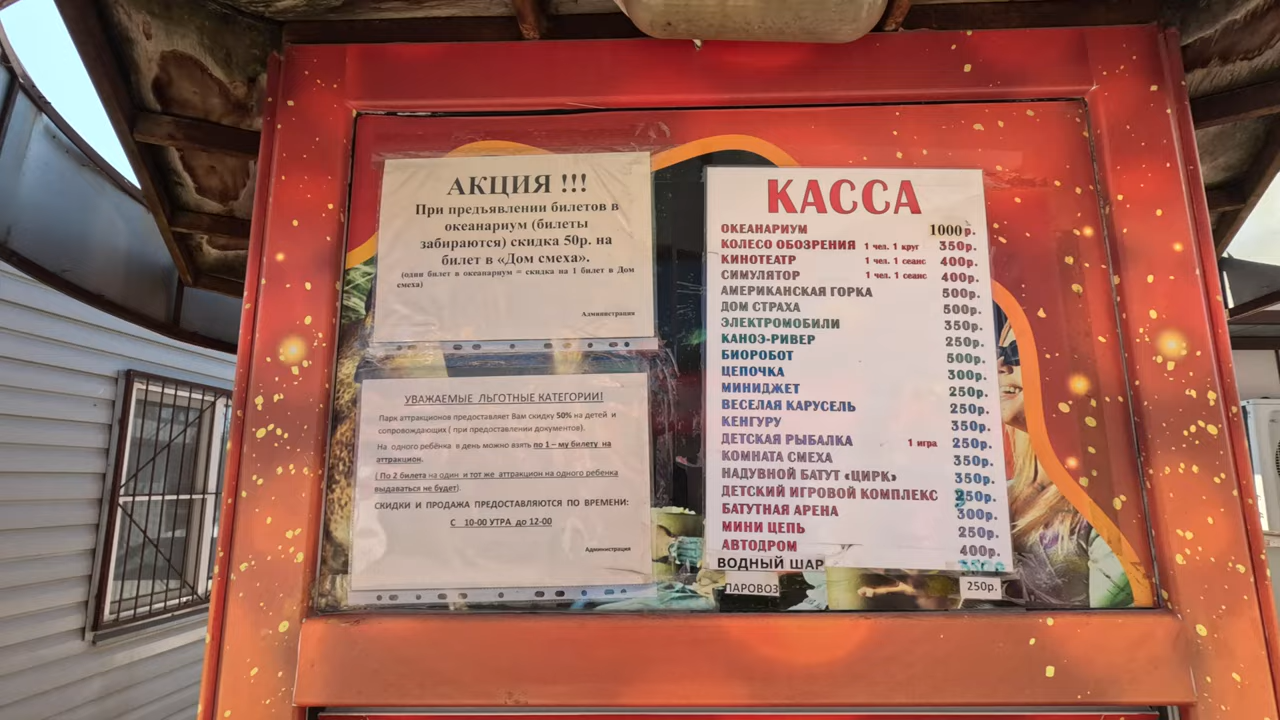 АКЦИЯ !!!
При предъявлении билетов в
океанариум (билеты
забираются) скидка 50р. на
билет в «Дом смеха».
(один билет в океанариум = скидка на 1 билет в Дом
смеха)
Администрация
УВАЖАЕМЫЕ ЛЬГОТНЫЕ КАТЕГОРИИ!
Парк аттракционов предоставляет Вам скидку 50% на детей и
сопровождающих ( при предоставлении документов).
На одного ребёнка в день можно взять по 1 – му билету на
аттракцион.
( По 2 билета на один и тот же аттракцион на одного ребенка
выдаваться не будет).
СКИДКИ И ПРОДАЖА ПРЕДОСТАВЛЯЮТСЯ ПО ВРЕМЕНИ:
С 10-00 УТРА до 12-00
Администрация
КАССА
ОКЕАНАРИУМ 1000р.
КОЛЕСО ОБОЗРЕНИЯ 1 чел. 1 круг 350р.
КИНОТЕАТР 1 чел. 1 сеанс 400р.
СИМУЛЯТОР 1 чел. 1 сеанс 400р.
АМЕРИКАНСКАЯ ГОРКА 500р.
ДОМ СТРАХА 500р.
ЭЛЕКТРОМОБИЛИ 350р.
КАНОЭ-РИВЕР 250р.
БИОРОБОТ 500р.
ЦЕПОЧКА 300р.
МИНИДЖЕТ 250р.
ВЕСЕЛАЯ КАРУСЕЛЬ 250р.
КЕНГУРУ 350р.
ДЕТСКАЯ РЫБАЛКА 1 игра 250р.
КОМНАТА СМЕХА 350р.
НАДУВНОЙ БАТУТ «ЦИРК» 350р.
ДЕТСКИЙ ИГРОВОЙ КОМПЛЕКС
БАТУТНАЯ АРЕНА 300р.
МИНИ ЦЕПЬ 250р.
АВТОДРОМ 400р.
ВОДНЫЙ ШАР
ПАРОВОЗ 250р.